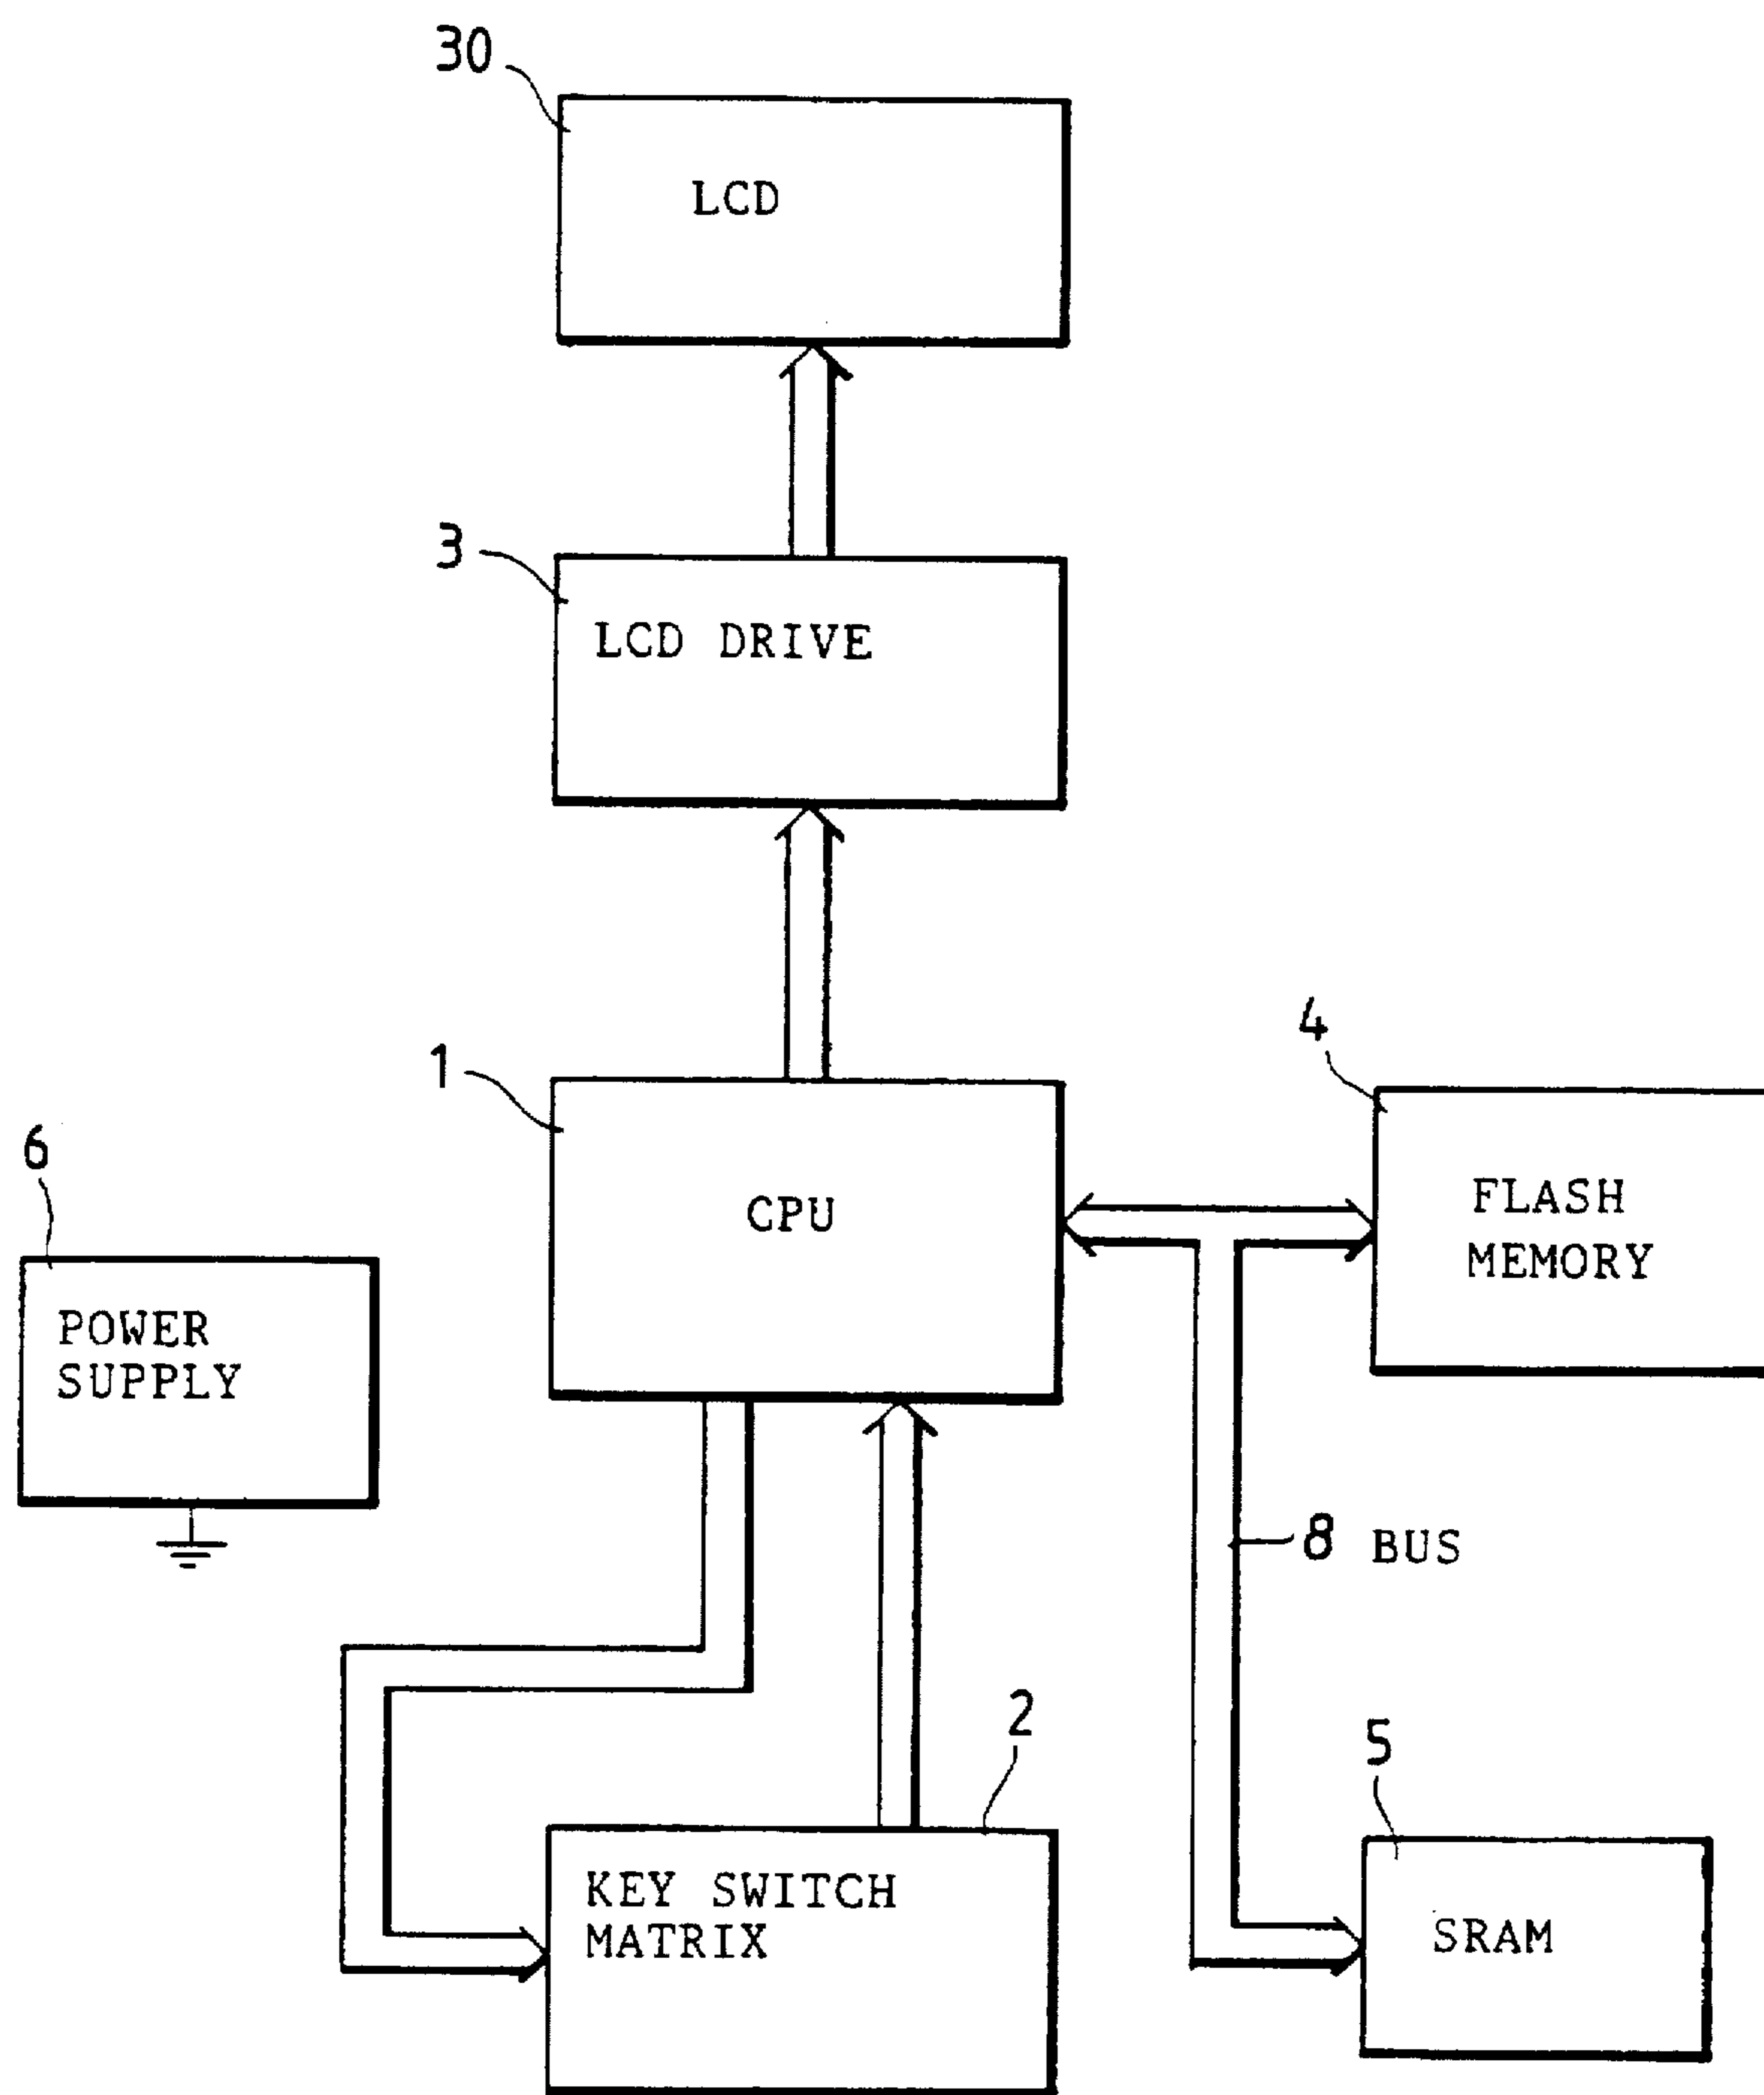 30
LCD
3
LCD DRIVE
1
CPU
4
FLASH
MEMORY
6
POWER
SUPPLY
8 BUS
2
KEY SWITCH
MATRIX
5
SRAM